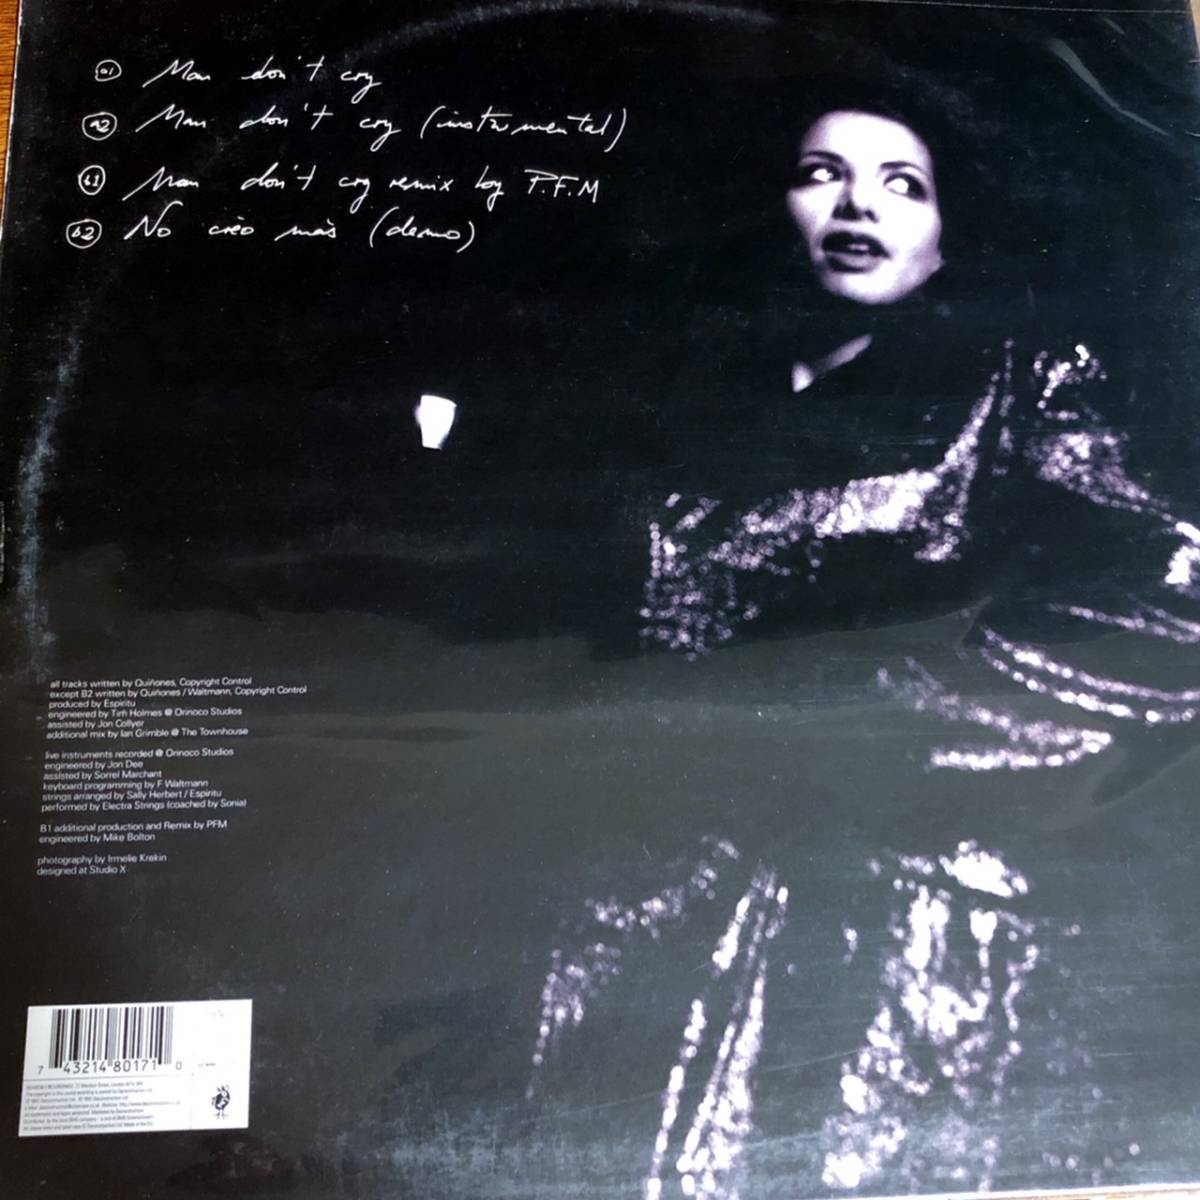 a1 Man don't cry
a2 Man don't cry (instrumental)
b1 Man don't cry remix by P.F.M
b2 No creo màs (demo)
all tracks written by Quiñones, Copyright Control
except B2 written by Quiñones / Waltmann, Copyright Control
produced by Espiritu
engineered by Tim Holmes @ Orinoco Studios
assisted by Jon Collyer
additional mix by Ian Grimble @ The Townhouse
live instruments recorded @ Orinoco Studios
engineered by Jon Dee
assisted by Sorrel Marchant
keyboard programming by F Waltmann
strings arranged by Sally Herbert / Espiritu
performed by Electra Strings (coached by Sonia)
B1 additional production and Remix by PFM
engineered by Mike Bolton
photography by Irmelie Krekin
designed at Studio X
7 43214 80171 0